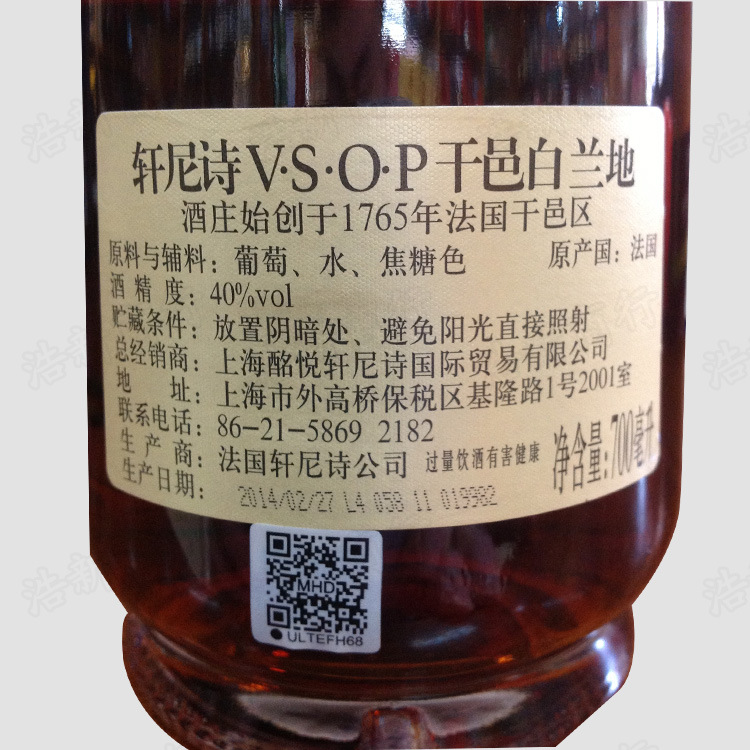 轩尼诗V·S·O·P干邑白兰地
酒庄始创于1765年法国干邑区
原料与辅料：葡萄、水、焦糖色 原产国：法国
酒精度：40%vol
贮藏条件：放置阴暗处、避免阳光直接照射
总经销商：上海酩悦轩尼诗国际贸易有限公司
地址：上海市外高桥保税区基隆路1号2001室
联系电话：86-21-5869 2182
生产商：法国轩尼诗公司 过量饮酒有害健康 净含量:700毫升
生产日期：2014/02/27 L4 058 11 019982
MHD
ULTEFH68